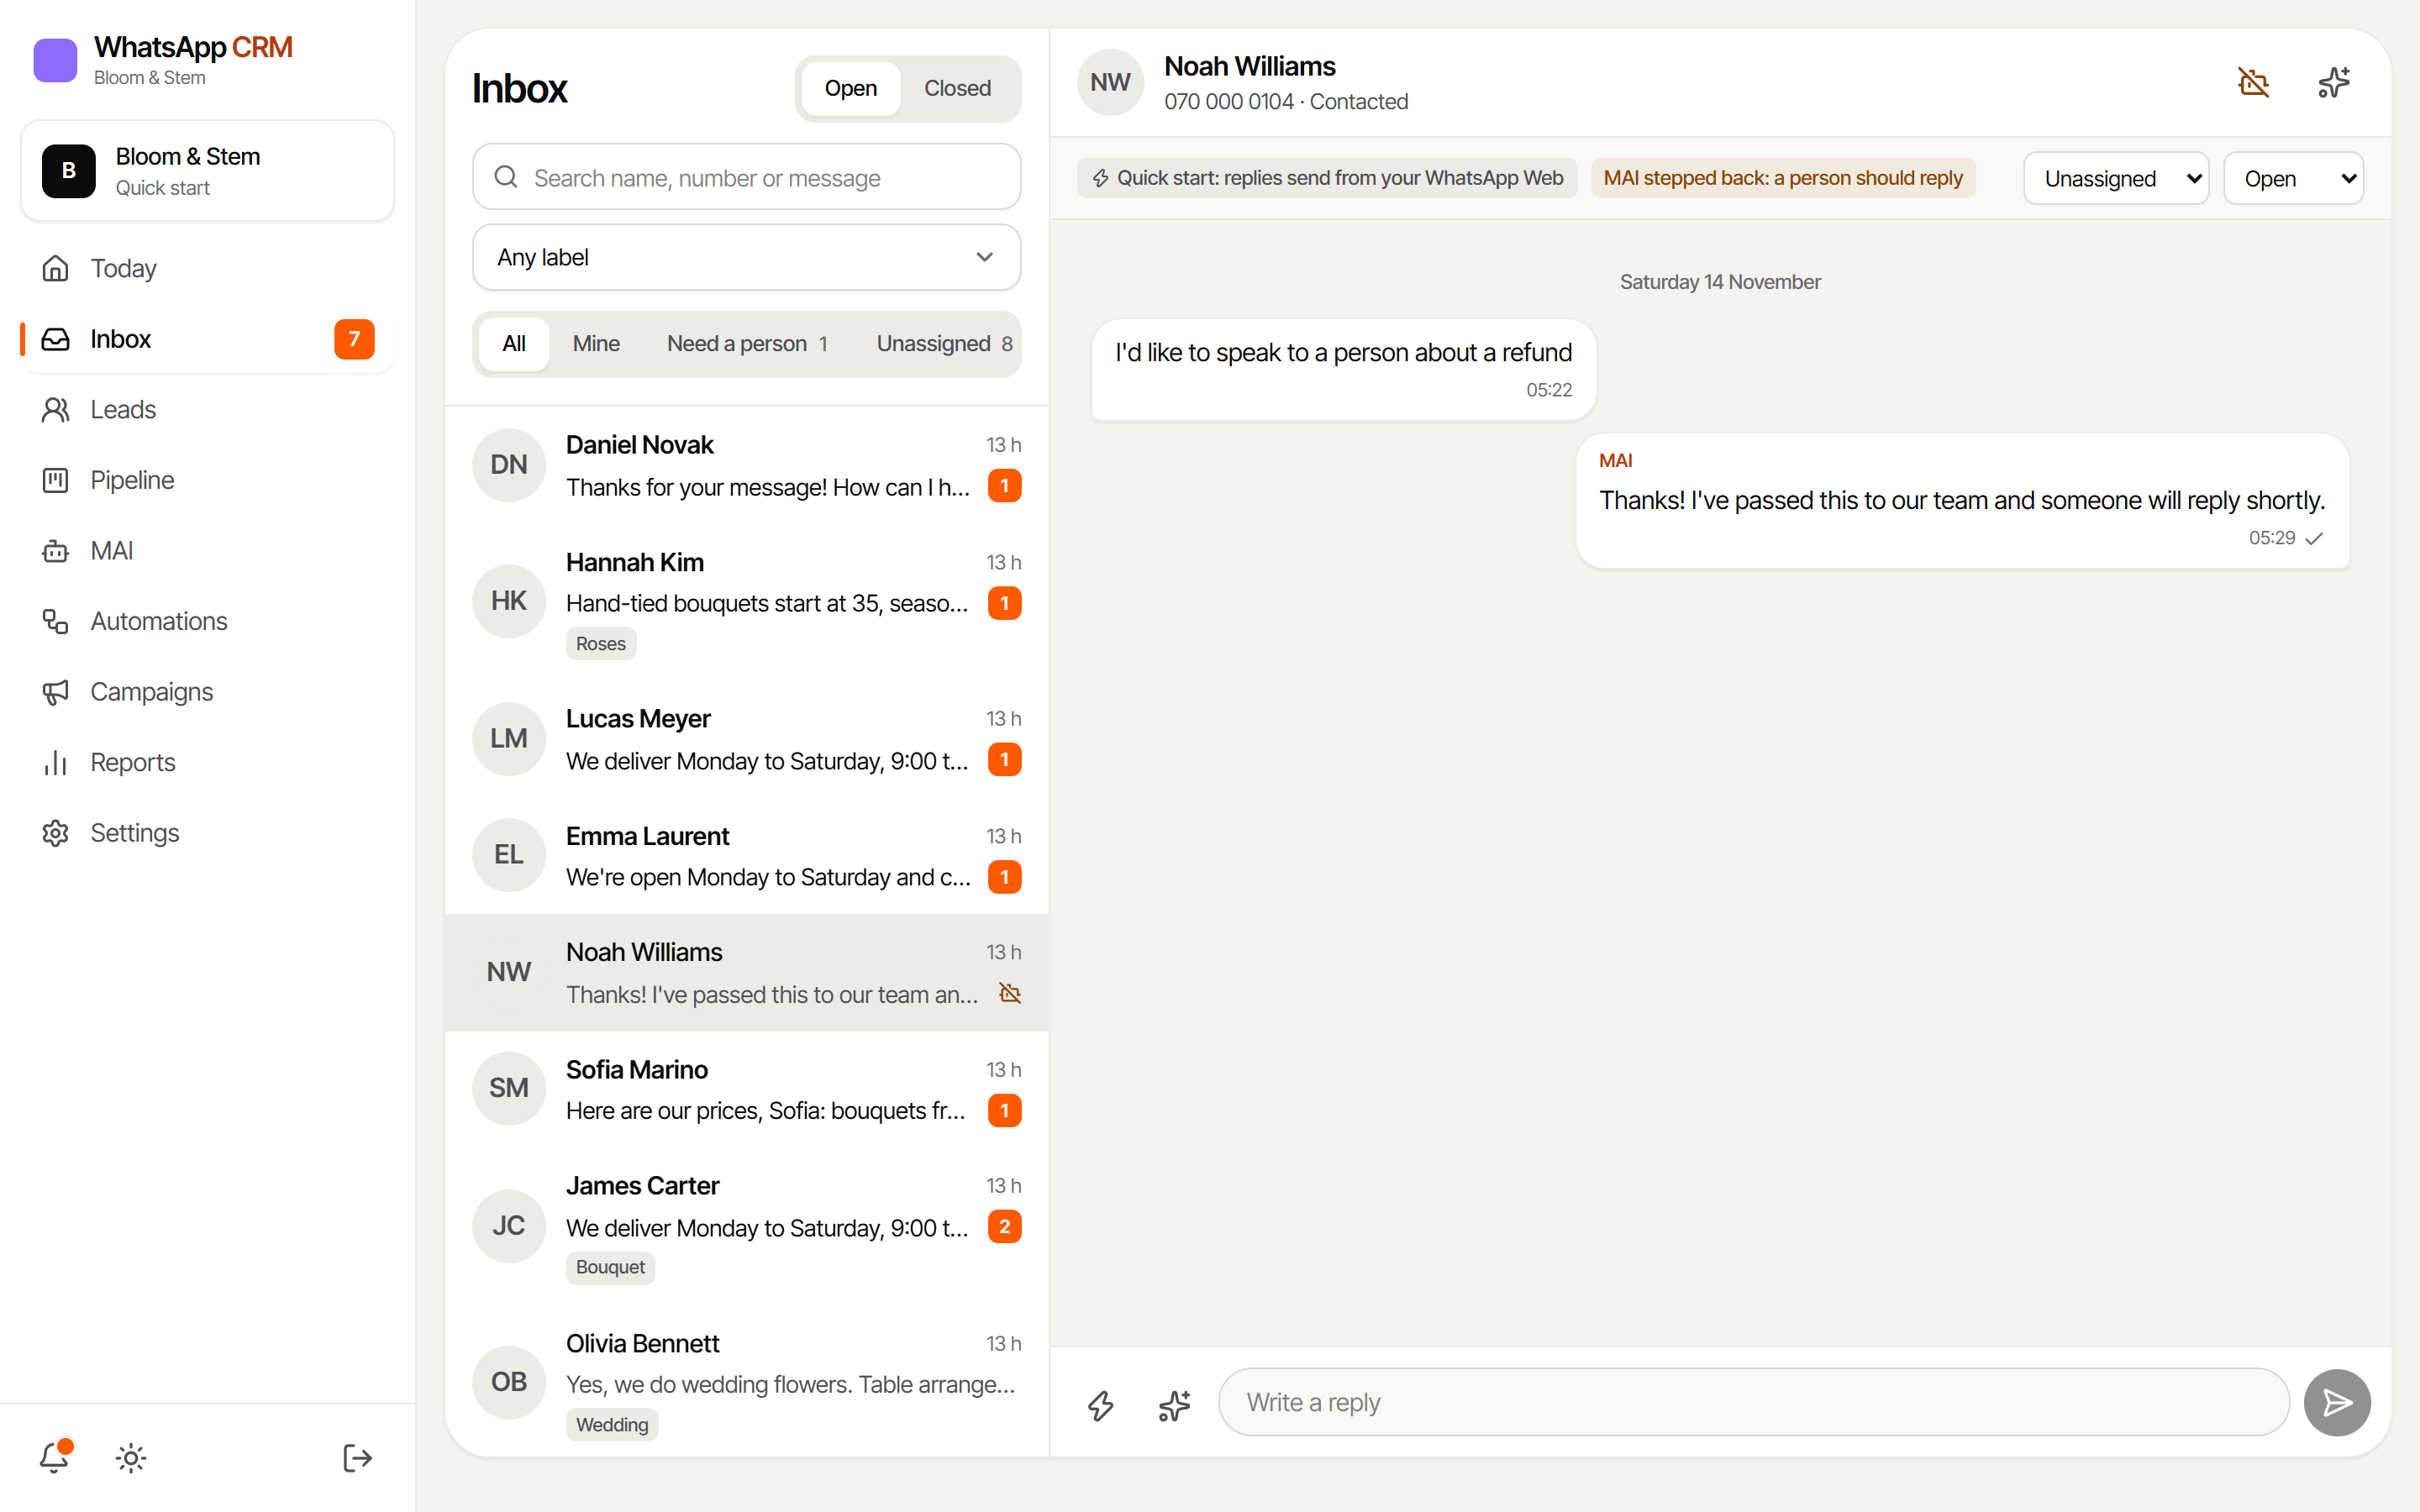 WhatsApp CRM
Bloom & Stem
B
Bloom & Stem
Quick start
Today
Inbox
7
Leads
Pipeline
MAI
Automations
Campaigns
Reports
Settings
Inbox
Open
Closed
Search name, number or message
Any label
All
Mine
Need a person 1
Unassigned 8
DN
Daniel Novak
13 h
Thanks for your message! How can I h...
1
HK
Hannah Kim
13 h
Hand-tied bouquets start at 35, seaso...
1
Roses
LM
Lucas Meyer
13 h
We deliver Monday to Saturday, 9:00 t...
1
EL
Emma Laurent
13 h
We're open Monday to Saturday and c...
1
NW
Noah Williams
13 h
Thanks! I've passed this to our team an...
SM
Sofia Marino
13 h
Here are our prices, Sofia: bouquets fr...
1
JC
James Carter
13 h
We deliver Monday to Saturday, 9:00 t...
2
Bouquet
OB
Olivia Bennett
13 h
Yes, we do wedding flowers. Table arrange...
Wedding
NW
Noah Williams
070 000 0104 · Contacted
Quick start: replies send from your WhatsApp Web
MAI stepped back: a person should reply
Unassigned
Open
Saturday 14 November
I'd like to speak to a person about a refund
05:22
MAI
Thanks! I've passed this to our team and someone will reply shortly.
05:29
Write a reply